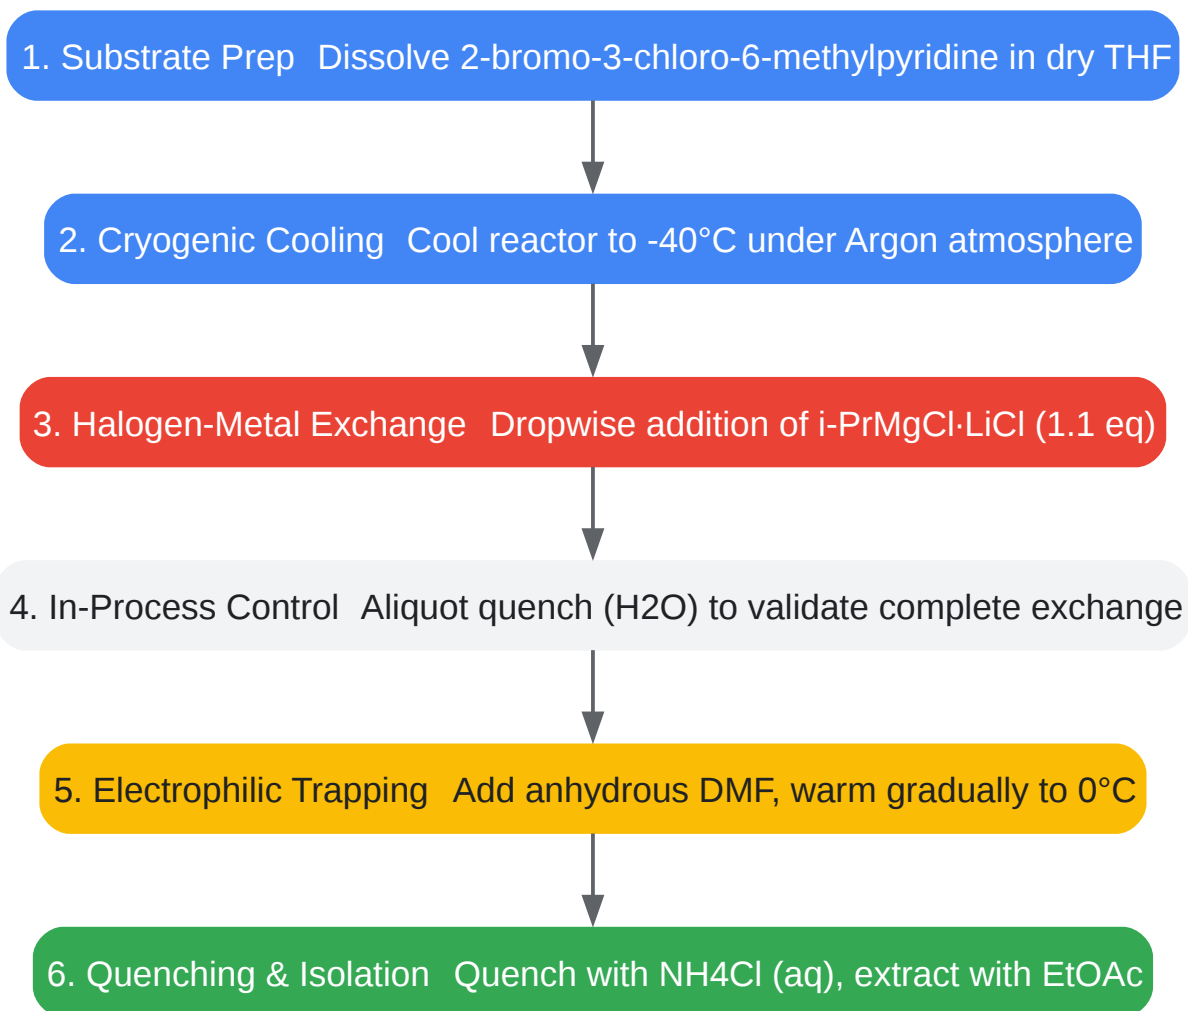 1. Substrate Prep Dissolve 2-bromo-3-chloro-6-methylpyridine in dry THF
2. Cryogenic Cooling Cool reactor to -40°C under Argon atmosphere
3. Halogen-Metal Exchange Dropwise addition of i-PrMgCl·LiCl (1.1 eq)
4. In-Process Control Aliquot quench (H2O) to validate complete exchange
5. Electrophilic Trapping Add anhydrous DMF, warm gradually to 0°C
6. Quenching & Isolation Quench with NH4Cl (aq), extract with EtOAc